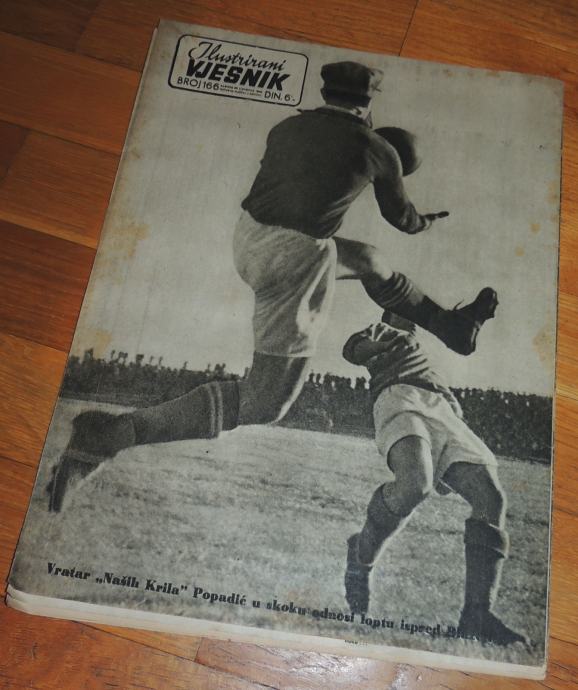 Ilustrirani
VJESNIK
BROJ 166
DIN. 6'-
Vratar „Naših Krila" Popadić u skoku odnosi loptu ispred